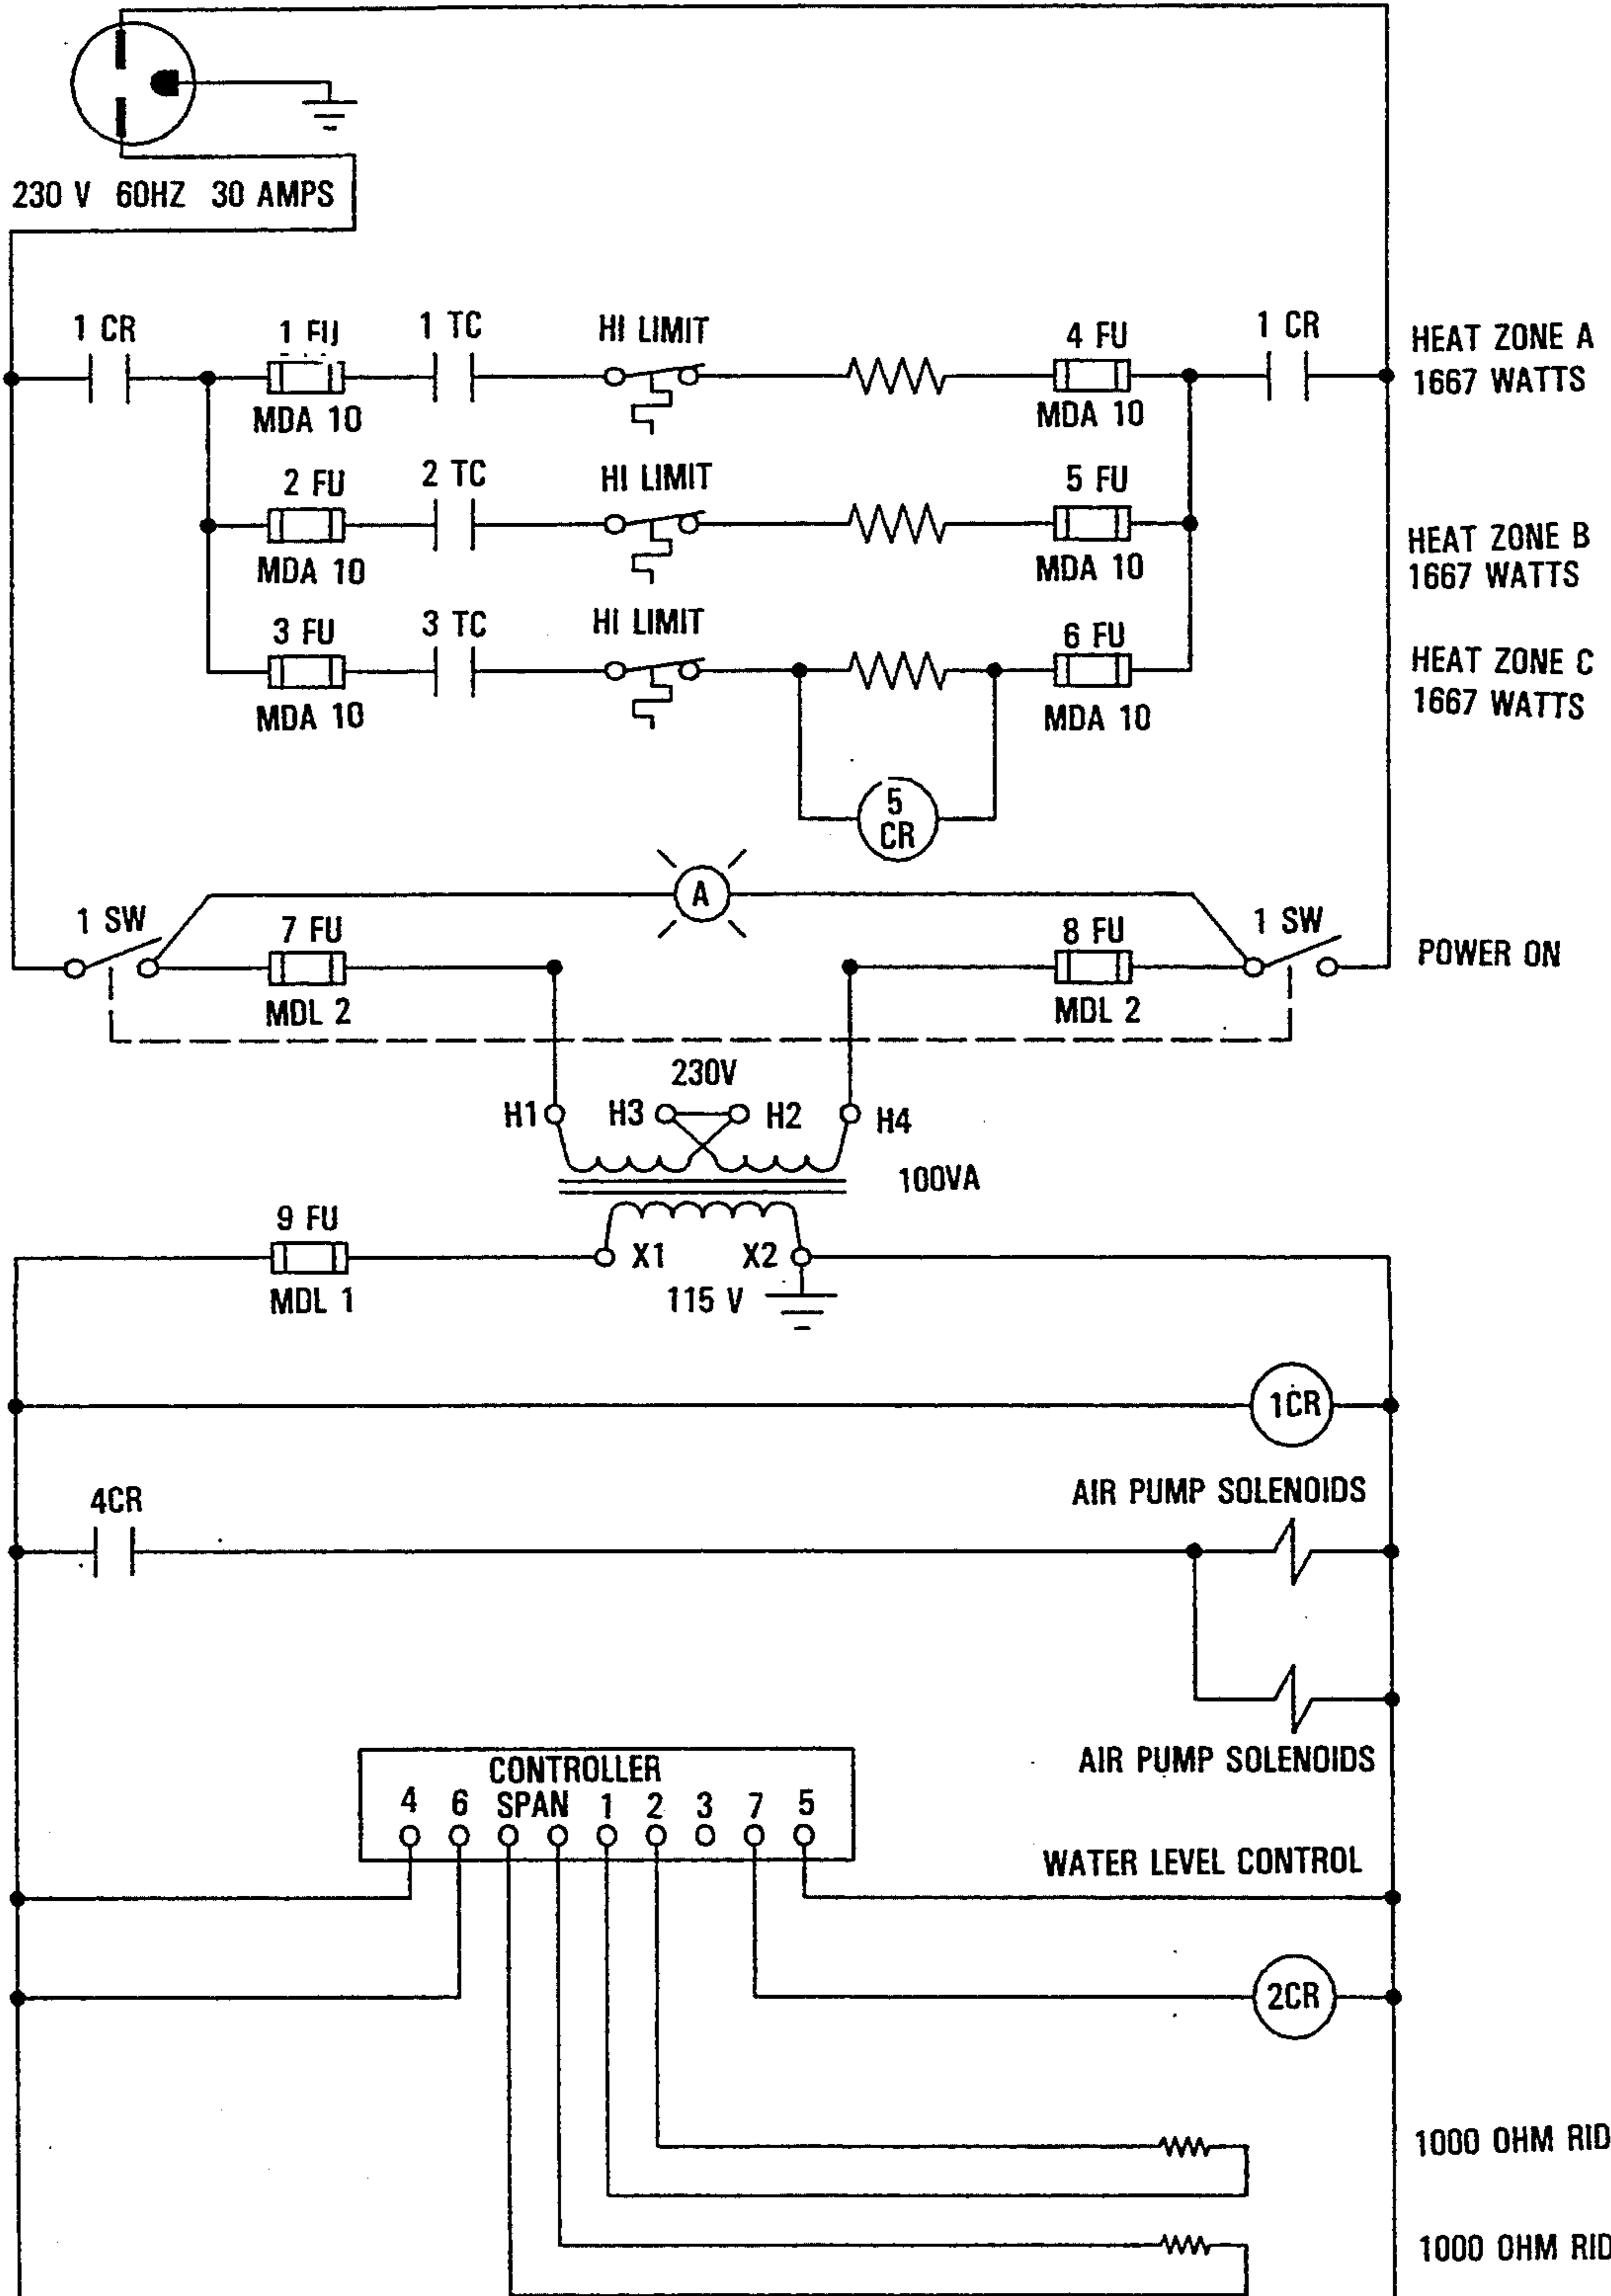 230 V 60HZ 30 AMPS
1 CR
1 FU
1 TC
HI LIMIT
4 FU
1 CR
HEAT ZONE A
1667 WATTS
MDA 10
MDA 10
2 FU
2 TC
HI LIMIT
5 FU
HEAT ZONE B
1667 WATTS
MDA 10
MDA 10
3 FU
3 TC
HI LIMIT
6 FU
HEAT ZONE C
1667 WATTS
MDA 10
MDA 10
5
CR
A
1 SW
7 FU
8 FU
1 SW
POWER ON
MDL 2
MDL 2
230V
H1
H3
H2
H4
100VA
9 FU
X1
X2
MDL 1
115 V
1CR
4CR
AIR PUMP SOLENOIDS
AIR PUMP SOLENOIDS
CONTROLLER
4 6 SPAN 1 2 3 7 5
WATER LEVEL CONTROL
2CR
1000 OHM RID
1000 OHM RID